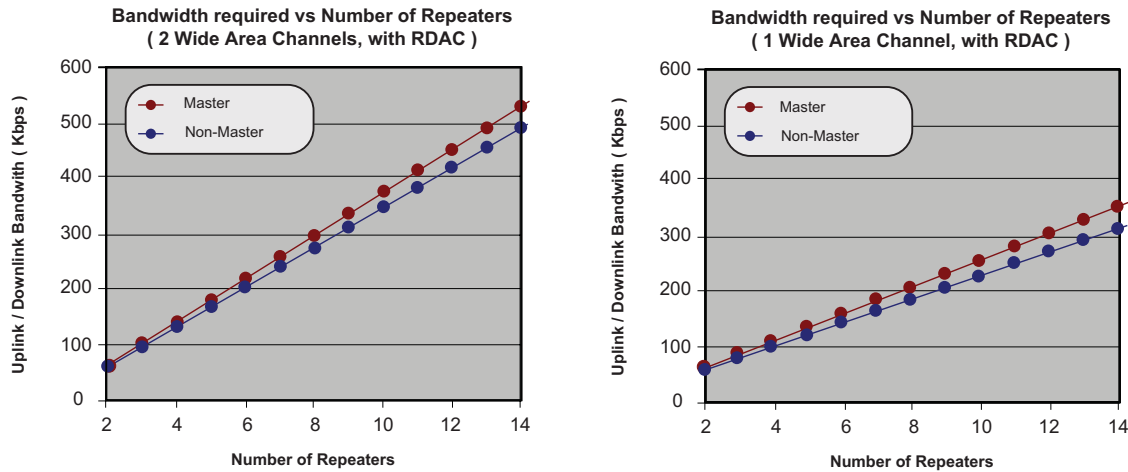 Bandwidth required vs Number of Repeaters
( 2 Wide Area Channels, with RDAC )
Uplink / Downlink Bandwith ( Kbps )
600
500
400
300
200
100
0
Master
Non-Master
2 4 6 8 10 12 14
Number of Repeaters
Bandwidth required vs Number of Repeaters
( 1 Wide Area Channel, with RDAC )
Uplink / Downlink Bandwith ( Kbps )
600
500
400
300
200
100
0
Master
Non-Master
2 4 6 8 10 12 14
Number of Repeaters